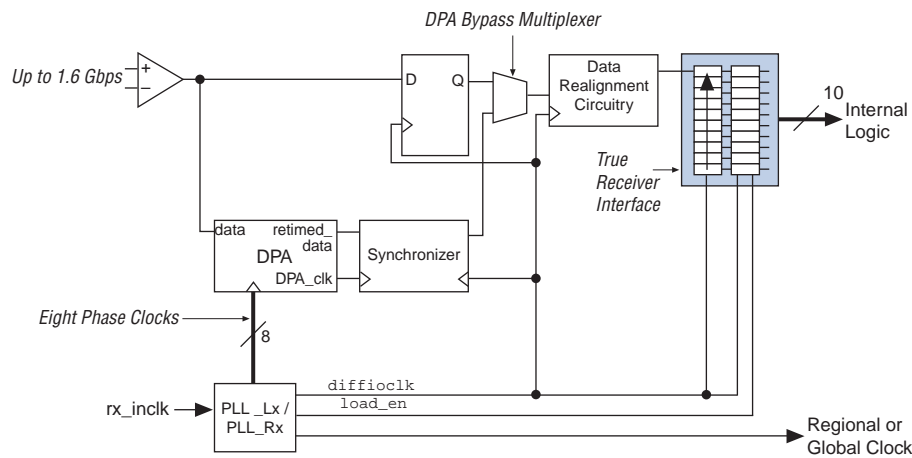 DPA Bypass Multiplexer
Up to 1.6 Gbps
+
−
D
Q
Data
Realignment
Circuitry
10
Internal
Logic
True
Receiver
Interface
data
retimed_
data
DPA
DPA_clk
Synchronizer
Eight Phase Clocks
8
diffioclk
load_en
rx_inclk
PLL _Lx /
PLL_Rx
Regional or
Global Clock